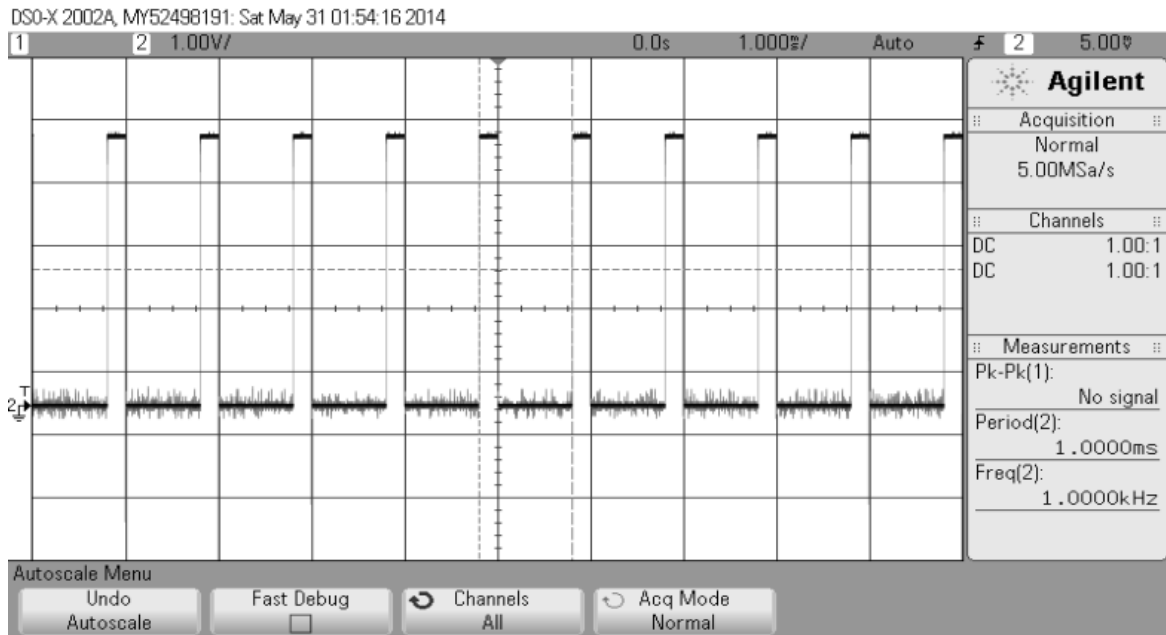 DSO-X 2002A, MY52498191: Sat May 31 01:54:16 2014
1 2 1.00V/ 0.0s 1.000ms/ Auto 2 5.00V
Agilent
Acquisition
Normal
5.00MSa/s
Channels
DC 1.00:1
DC 1.00:1
Measurements
Pk-Pk(1):
No signal
Period(2):
1.0000ms
Freq(2):
1.0000kHz
T
2
Autoscale Menu
Undo
Autoscale
Fast Debug
Channels
All
Acq Mode
Normal